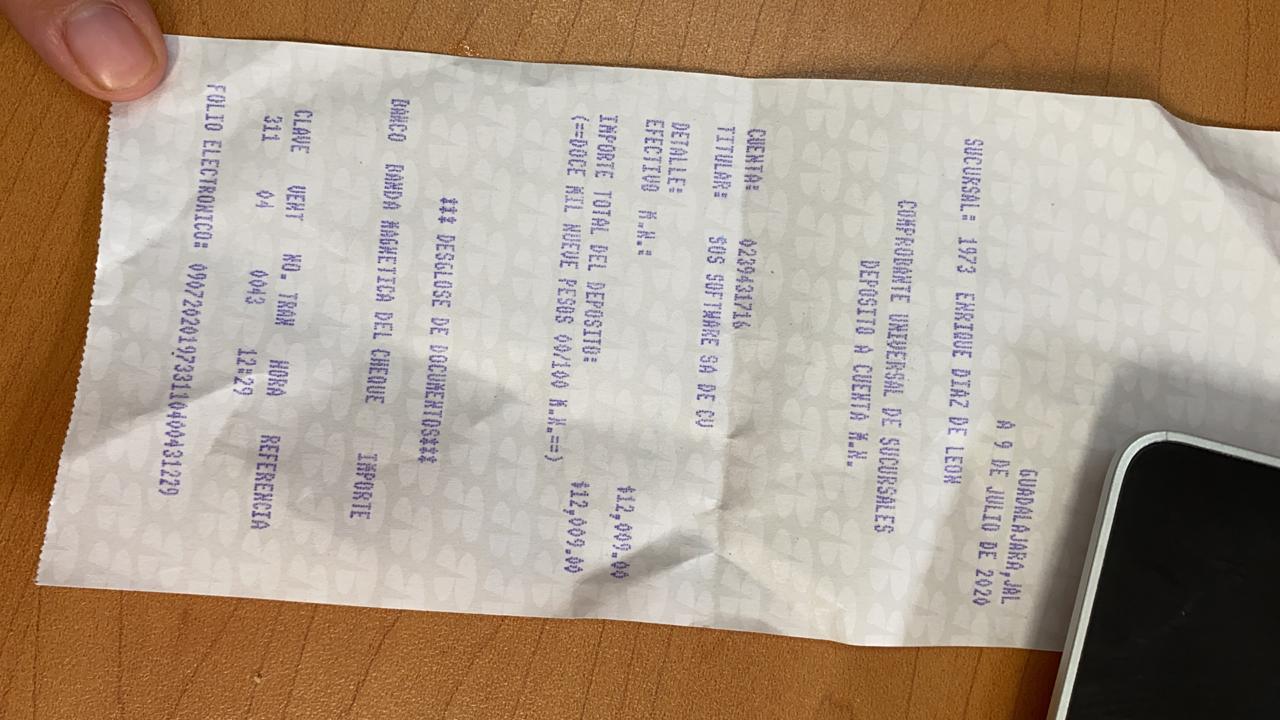 GUADALAJARA,JAL
A 9 DE JULIO DE 2020
SUCURSAL: 1973 ENRIQUE DIAZ DE LEON
COMPROBANTE UNIVERSAL DE SUCURSALES
DEPOSITO A CUENTA M.N.
CUENTA: 0239431716
TITULAR: SOS SOFTWARE SA DE CV
DETALLE:
EFECTIVO M.N.: $12,009.00
IMPORTE TOTAL DEL DEPOSITO: $12,009.00
(==DOCE MIL NUEVE PESOS 00/100 M.N.==)
*** DESGLOSE DE DOCUMENTOS***
BANCO BANDA MAGNETICA DEL CHEQUE IMPORTE
CLAVE VENT NO. TRAN HORA REFERENCIA
311 04 0043 12:29
FOLIO ELECTRONICO: 0907202019733110400431229